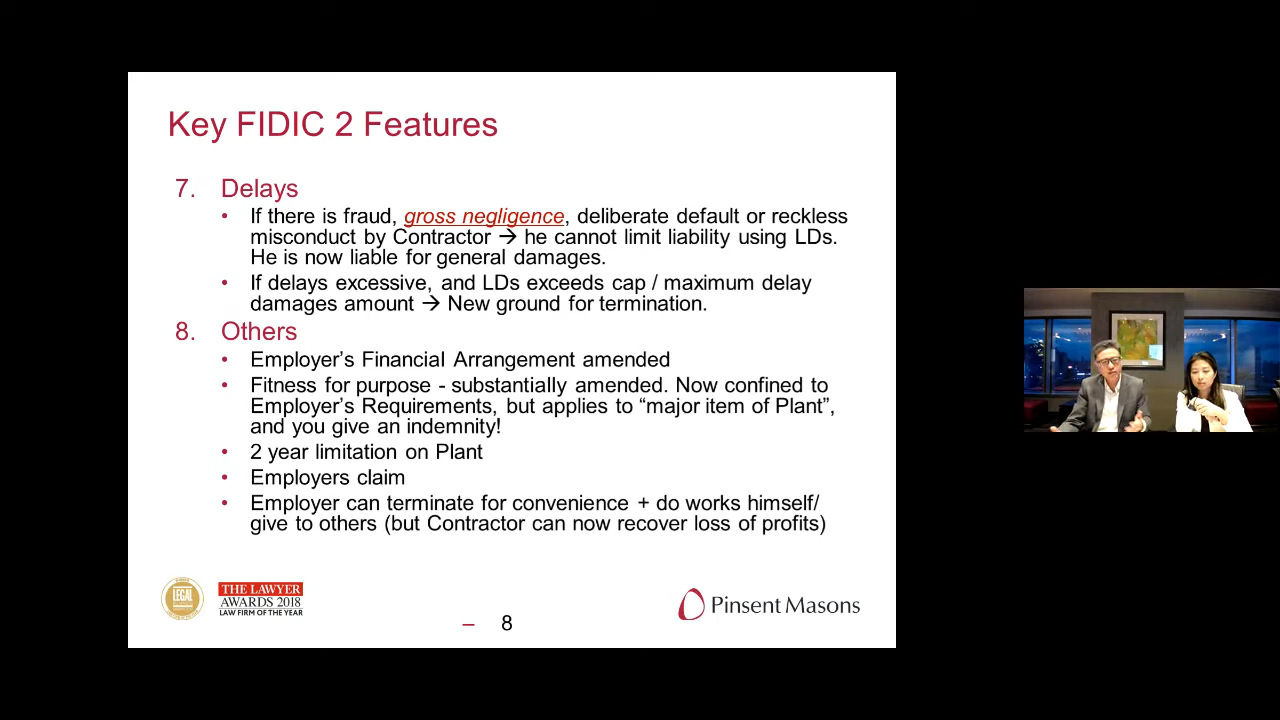 Key FIDIC 2 Features
7. Delays
• If there is fraud, gross negligence, deliberate default or reckless
misconduct by Contractor → he cannot limit liability using LDs.
He is now liable for general damages.
• If delays excessive, and LDs exceeds cap / maximum delay
damages amount → New ground for termination.
8. Others
• Employer’s Financial Arrangement amended
• Fitness for purpose - substantially amended. Now confined to
Employer’s Requirements, but applies to “major item of Plant”,
and you give an indemnity!
• 2 year limitation on Plant
• Employers claim
• Employer can terminate for convenience + do works himself/
give to others (but Contractor can now recover loss of profits)
LEGAL
THE LAWYER
AWARDS 2018
LAW FIRM OF THE YEAR
Pinsent Masons
– 8